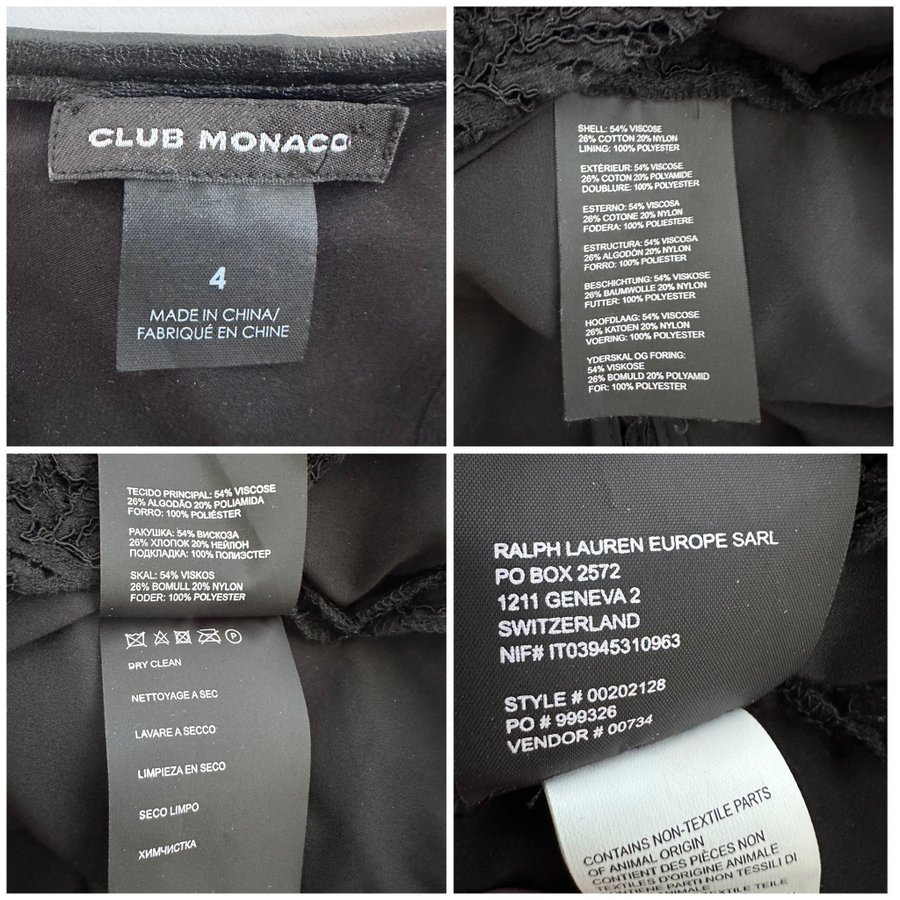 CLUB MONACO
4
MADE IN CHINA/
FABRIQUÉ EN CHINE
SHELL: 54% VISCOSE
26% COTTON 20% NYLON
LINING: 100% POLYESTER
EXTÉRIEUR: 54% VISCOSE
26% COTON 20% POLYAMIDE
DOUBLURE: 100% POLYESTER
ESTERNO: 54% VISCOSA
26% COTONE 20% NYLON
FODERA: 100% POLIESTERE
ESTRUCTURA: 54% VISCOSA
26% ALGODÓN 20% NYLON
FORRO: 100% POLIESTER
BESCHICHTUNG: 54% VISKOSE
26% BAUMWOLLE 20% NYLON
FUTTER: 100% POLYESTER
HOOFDLAAG: 54% VISCOSE
26% KATOEN 20% NYLON
VOERING: 100% POLYESTER
YDERSKAL OG FORING:
54% VISKOSE
26% BOMULD 20% POLYAMID
FOR: 100% POLYESTER
TECIDO PRINCIPAL: 54% VISCOSE
26% ALGODÃO 20% POLIAMIDA
FORRO: 100% POLIÉSTER
РАКУШКА: 54% ВИСКОЗА
26% ХЛОПОК 20% НЕЙЛОН
ПОДКЛАДКА: 100% ПОЛИЭСТЕР
SKAL: 54% VISKOS
26% BOMULL 20% NYLON
FODER: 100% POLYESTER
P
DRY CLEAN
NETTOYAGE A SEC
LAVARE A SECCO
LIMPIEZA EN SECO
SECO LIMPO
ХИМЧИСТКА
RALPH LAUREN EUROPE SARL
PO BOX 2572
1211 GENEVA 2
SWITZERLAND
NIF# IT03945310963
STYLE # 00202128
PO # 999326
VENDOR # 00734
CONTAINS NON-TEXTILE PARTS
OF ANIMAL ORIGIN
CONTIENT DES PIÈCES NON
TEXTILES D'ORIGINE ANIMALE
PARTI NON TESSILI DI
ANIMALE
TEXTILE TEILE